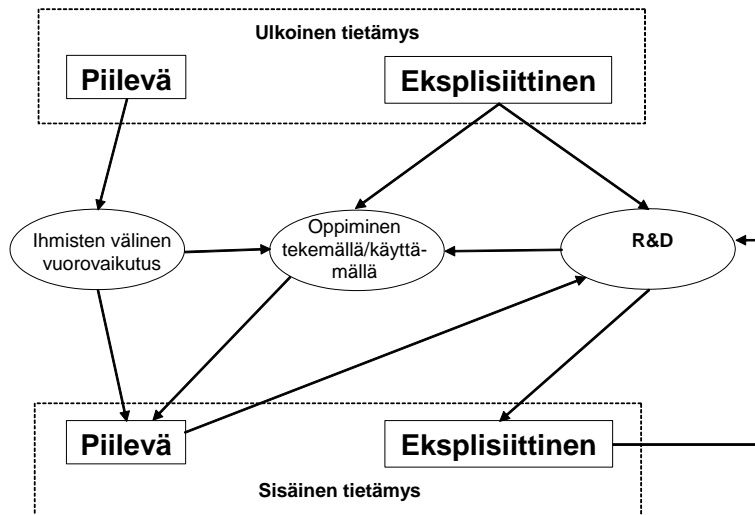 Ulkoinen tietämys
Piilevä
Eksplisiittinen
Ihmisten välinen
vuorovaikutus
Oppiminen
tekemällä/käyttä-
mällä
R&D
Piilevä
Eksplisiittinen
Sisäinen tietämys